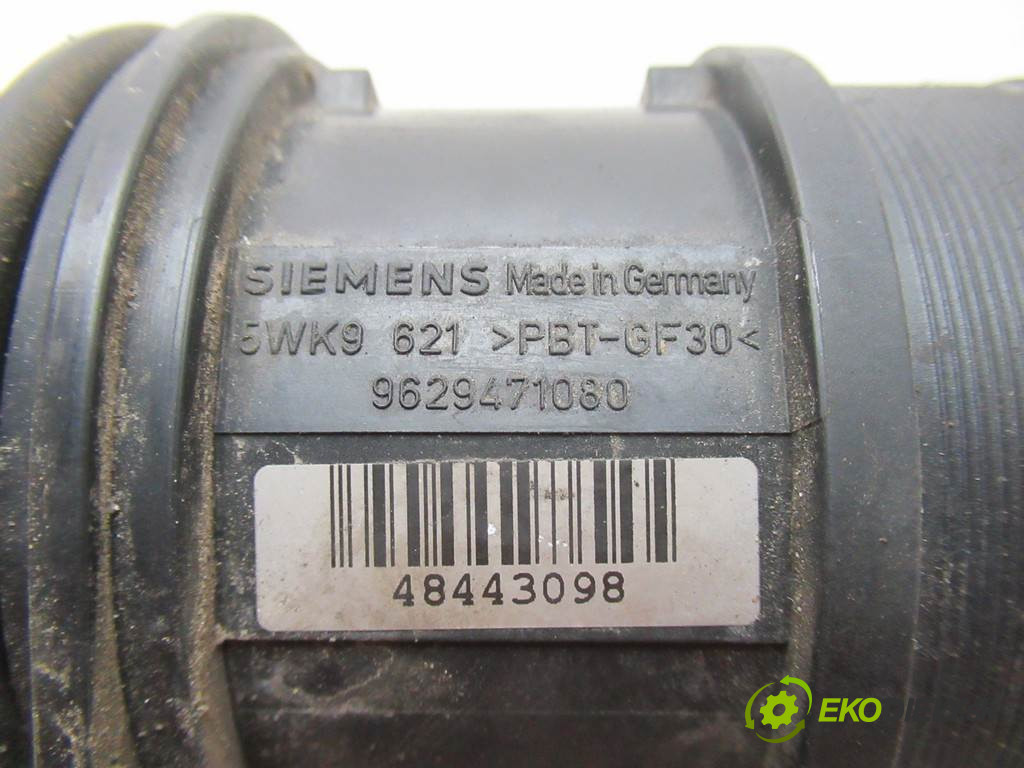 SIEMENS Made in Germany
5WK9 621 >PBT-GF30<
9629471080
48443098
EKO